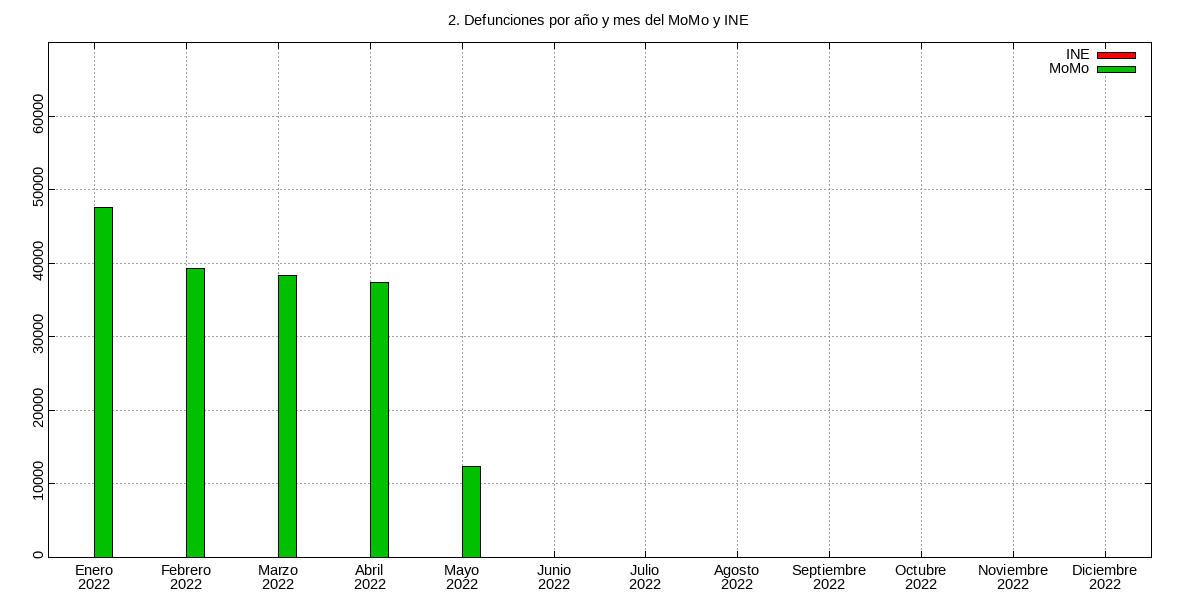 2. Defunciones por año y mes del MoMo y INE
INE
MoMo
60000
50000
40000
30000
20000
10000
0
Enero Febrero Marzo Abril Mayo Junio Julio Agosto Septiembre Octubre Noviembre Diciembre
2022 2022 2022 2022 2022 2022 2022 2022 2022 2022 2022 2022